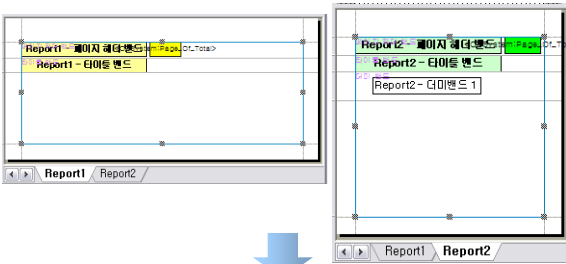 Report1 - 페이지 헤더 밴드
Report1 - 타이틀 밴드
Report1 Report2
Report2 - 페이지 헤더 밴드
Report2 - 타이틀 밴드
Report2 - 더미밴드 1
Report1 Report2